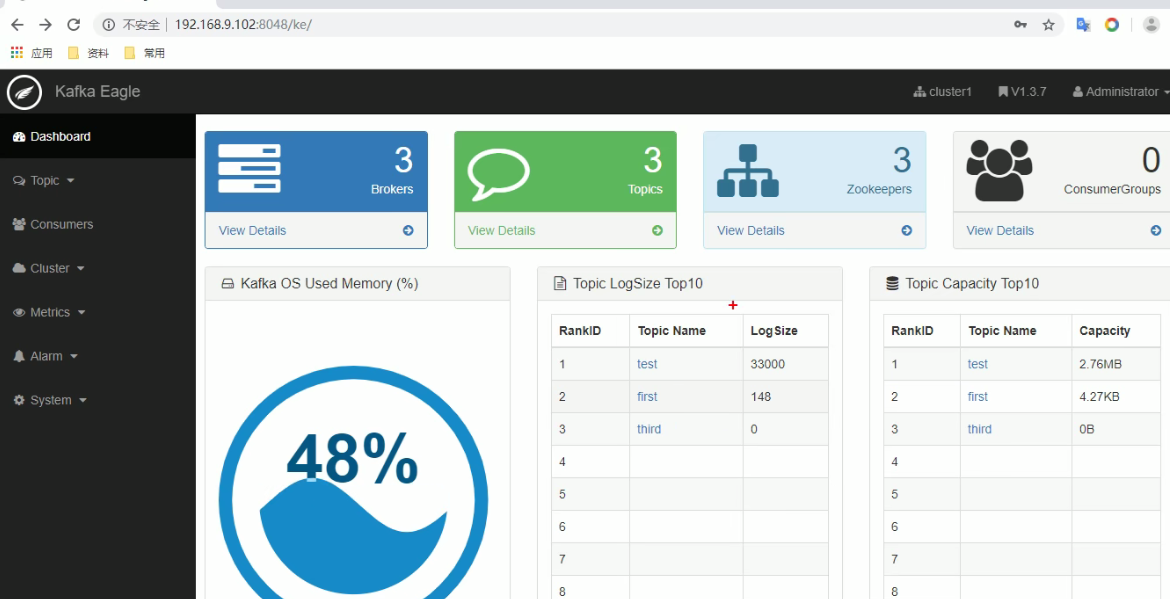 不安全 192.168.9.102:8048/ke/
应用 资料 常用
Kafka Eagle cluster1 V1.3.7 Administrator
Dashboard
Topic
Consumers
Cluster
Metrics
Alarm
System
3
Brokers
View Details
3
Topics
View Details
3
Zookeepers
View Details
0
ConsumerGroups
View Details
Kafka OS Used Memory (%)
48%
Topic LogSize Top10
RankID Topic Name LogSize
1 test 33000
2 first 148
3 third 0
4
5
6
7
8
Topic Capacity Top10
RankID Topic Name Capacity
1 test 2.76MB
2 first 4.27KB
3 third 0B
4
5
6
7
8